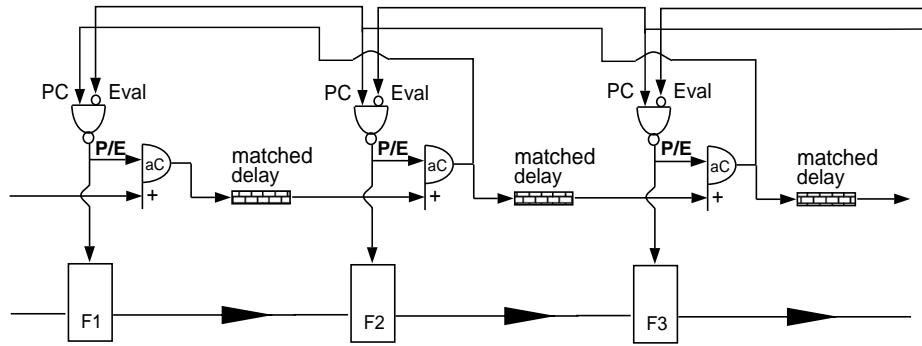 PC Eval
PC Eval
PC Eval
P/E
aC
+
matched
delay
P/E
aC
+
matched
delay
P/E
aC
+
matched
delay
F1
F2
F3